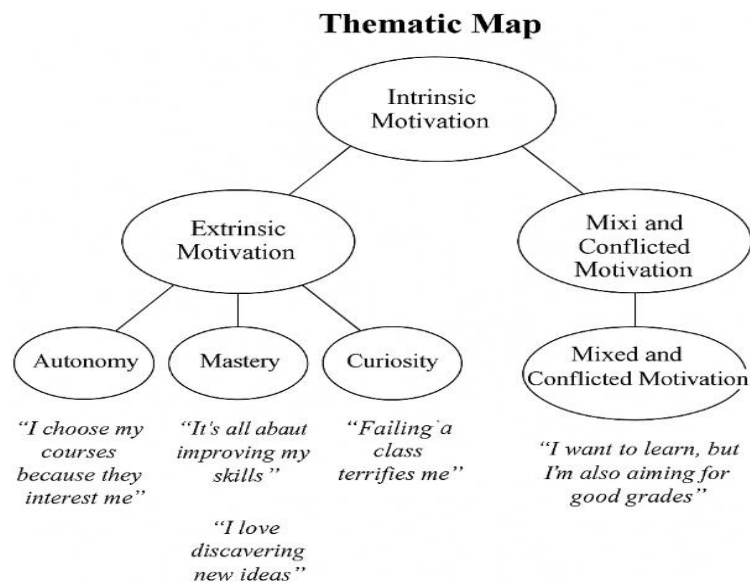 Thematic Map
Intrinsic
Motivation
Extrinsic
Motivation
Mixi and
Conflicted
Motivation
Autonomy
Mastery
Curiosity
Mixed and
Conflicted Motivation
“I choose my
courses
because they
interest me”
“It's all abaut
improving my
skills”
“I love
discavering
new ideas”
“Failing a
class
terrifies me”
“I want to learn, but
I'm also aiming for
good grades”